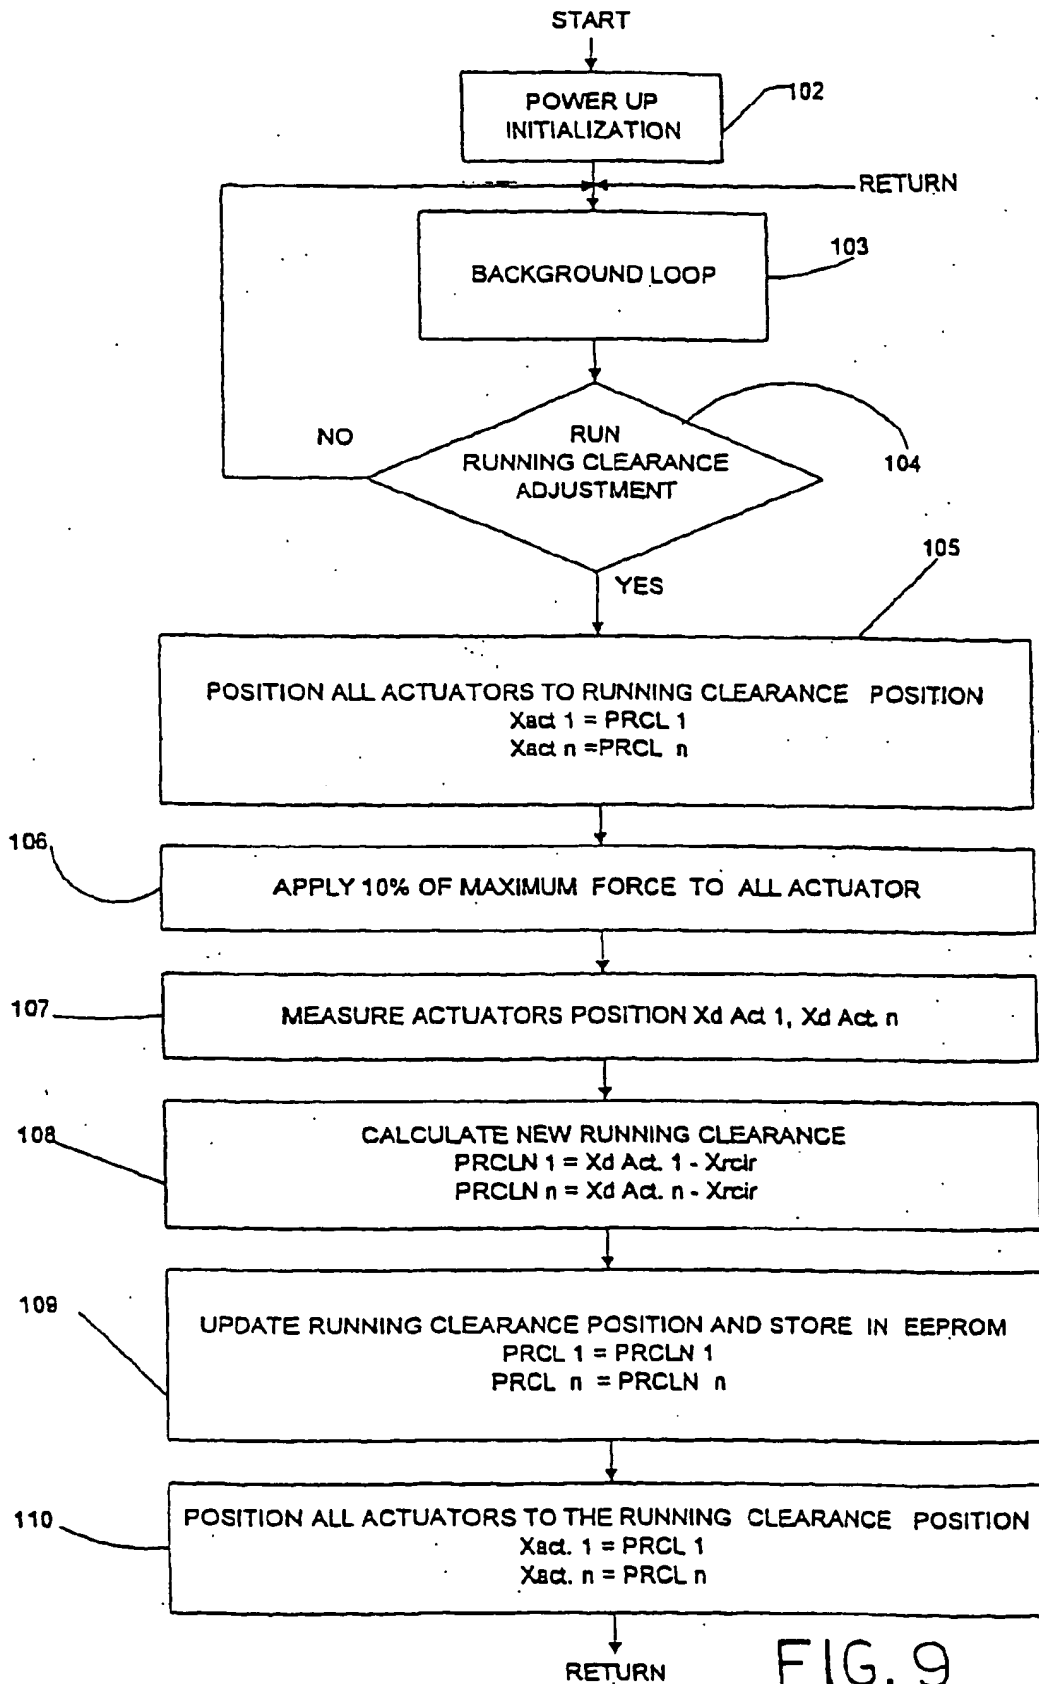 START
POWER UP
INITIALIZATION
102
RETURN
BACKGROUND LOOP
103
NO
RUN
RUNNING CLEARANCE
ADJUSTMENT
104
YES
105
POSITION ALL ACTUATORS TO RUNNING CLEARANCE POSITION
Xact 1 = PRCL 1
Xact n =PRCL n
106
APPLY 10% OF MAXIMUM FORCE TO ALL ACTUATOR
107
MEASURE ACTUATORS POSITION Xd Act 1, Xd Act. n
108
CALCULATE NEW RUNNING CLEARANCE
PRCLN 1 = Xd Act. 1 - Xrclr
PRCLN n = Xd Act. n - Xrclr
109
UPDATE RUNNING CLEARANCE POSITION AND STORE IN EEPROM
PRCL 1 = PRCLN 1
PRCL n = PRCLN n
110
POSITION ALL ACTUATORS TO THE RUNNING CLEARANCE POSITION
Xact. 1 = PRCL 1
Xact. n = PRCL n
RETURN
FIG. 9